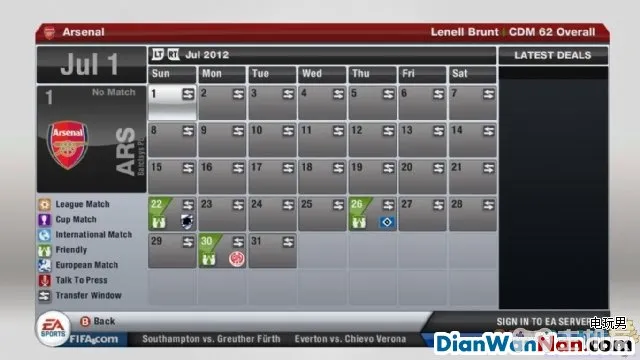 Arsenal
Lenell Brunt CDM 62 Overall
Jul 1
LT RT Jul 2012
LATEST DEALS
Sun Mon Tue Wed Thu Fri Sat
1 No Match
Arsenal
ARS
1 2 3 4 5 6 7
8 9 10 11 12 13 14
15 16 17 18 19 20 21
22 23 24 25 26 27 28
29 30 31
League Match
Cup Match
International Match
Friendly
European Match
Talk To Press
Transfer Window
EA SPORTS
B Back
SIGN IN TO EA SERVER
电玩男
FIFA.com
Southampton vs. Greuther Fürth Everton vs. Chievo Verona
DianWanNan.com